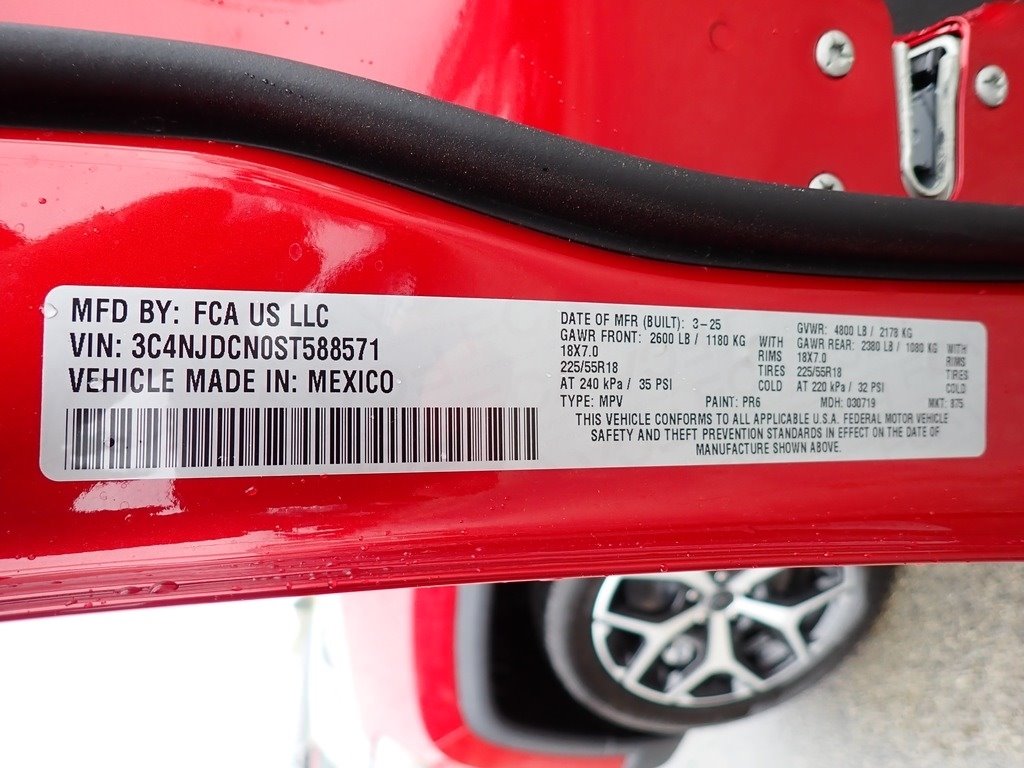 MFD BY: FCA US LLC
VIN: 3C4NJDCN0ST588571
VEHICLE MADE IN: MEXICO
DATE OF MFR (BUILT): 3-25 GVWR: 4800 LB / 2178 KG
GAWR FRONT: 2600 LB / 1180 KG WITH GAWR REAR: 2380 LB / 1080 KG WITH
18X7.0 RIMS 18X7.0 RIMS
225/55R18 TIRES 225/55R18 TIRES
AT 240 kPa / 35 PSI COLD AT 220 kPa / 32 PSI COLD
TYPE: MPV PAINT: PR6 MDH: 030719 MKT: 875
THIS VEHICLE CONFORMS TO ALL APPLICABLE U.S.A. FEDERAL MOTOR VEHICLE
SAFETY AND THEFT PREVENTION STANDARDS IN EFFECT ON THE DATE OF
MANUFACTURE SHOWN ABOVE.